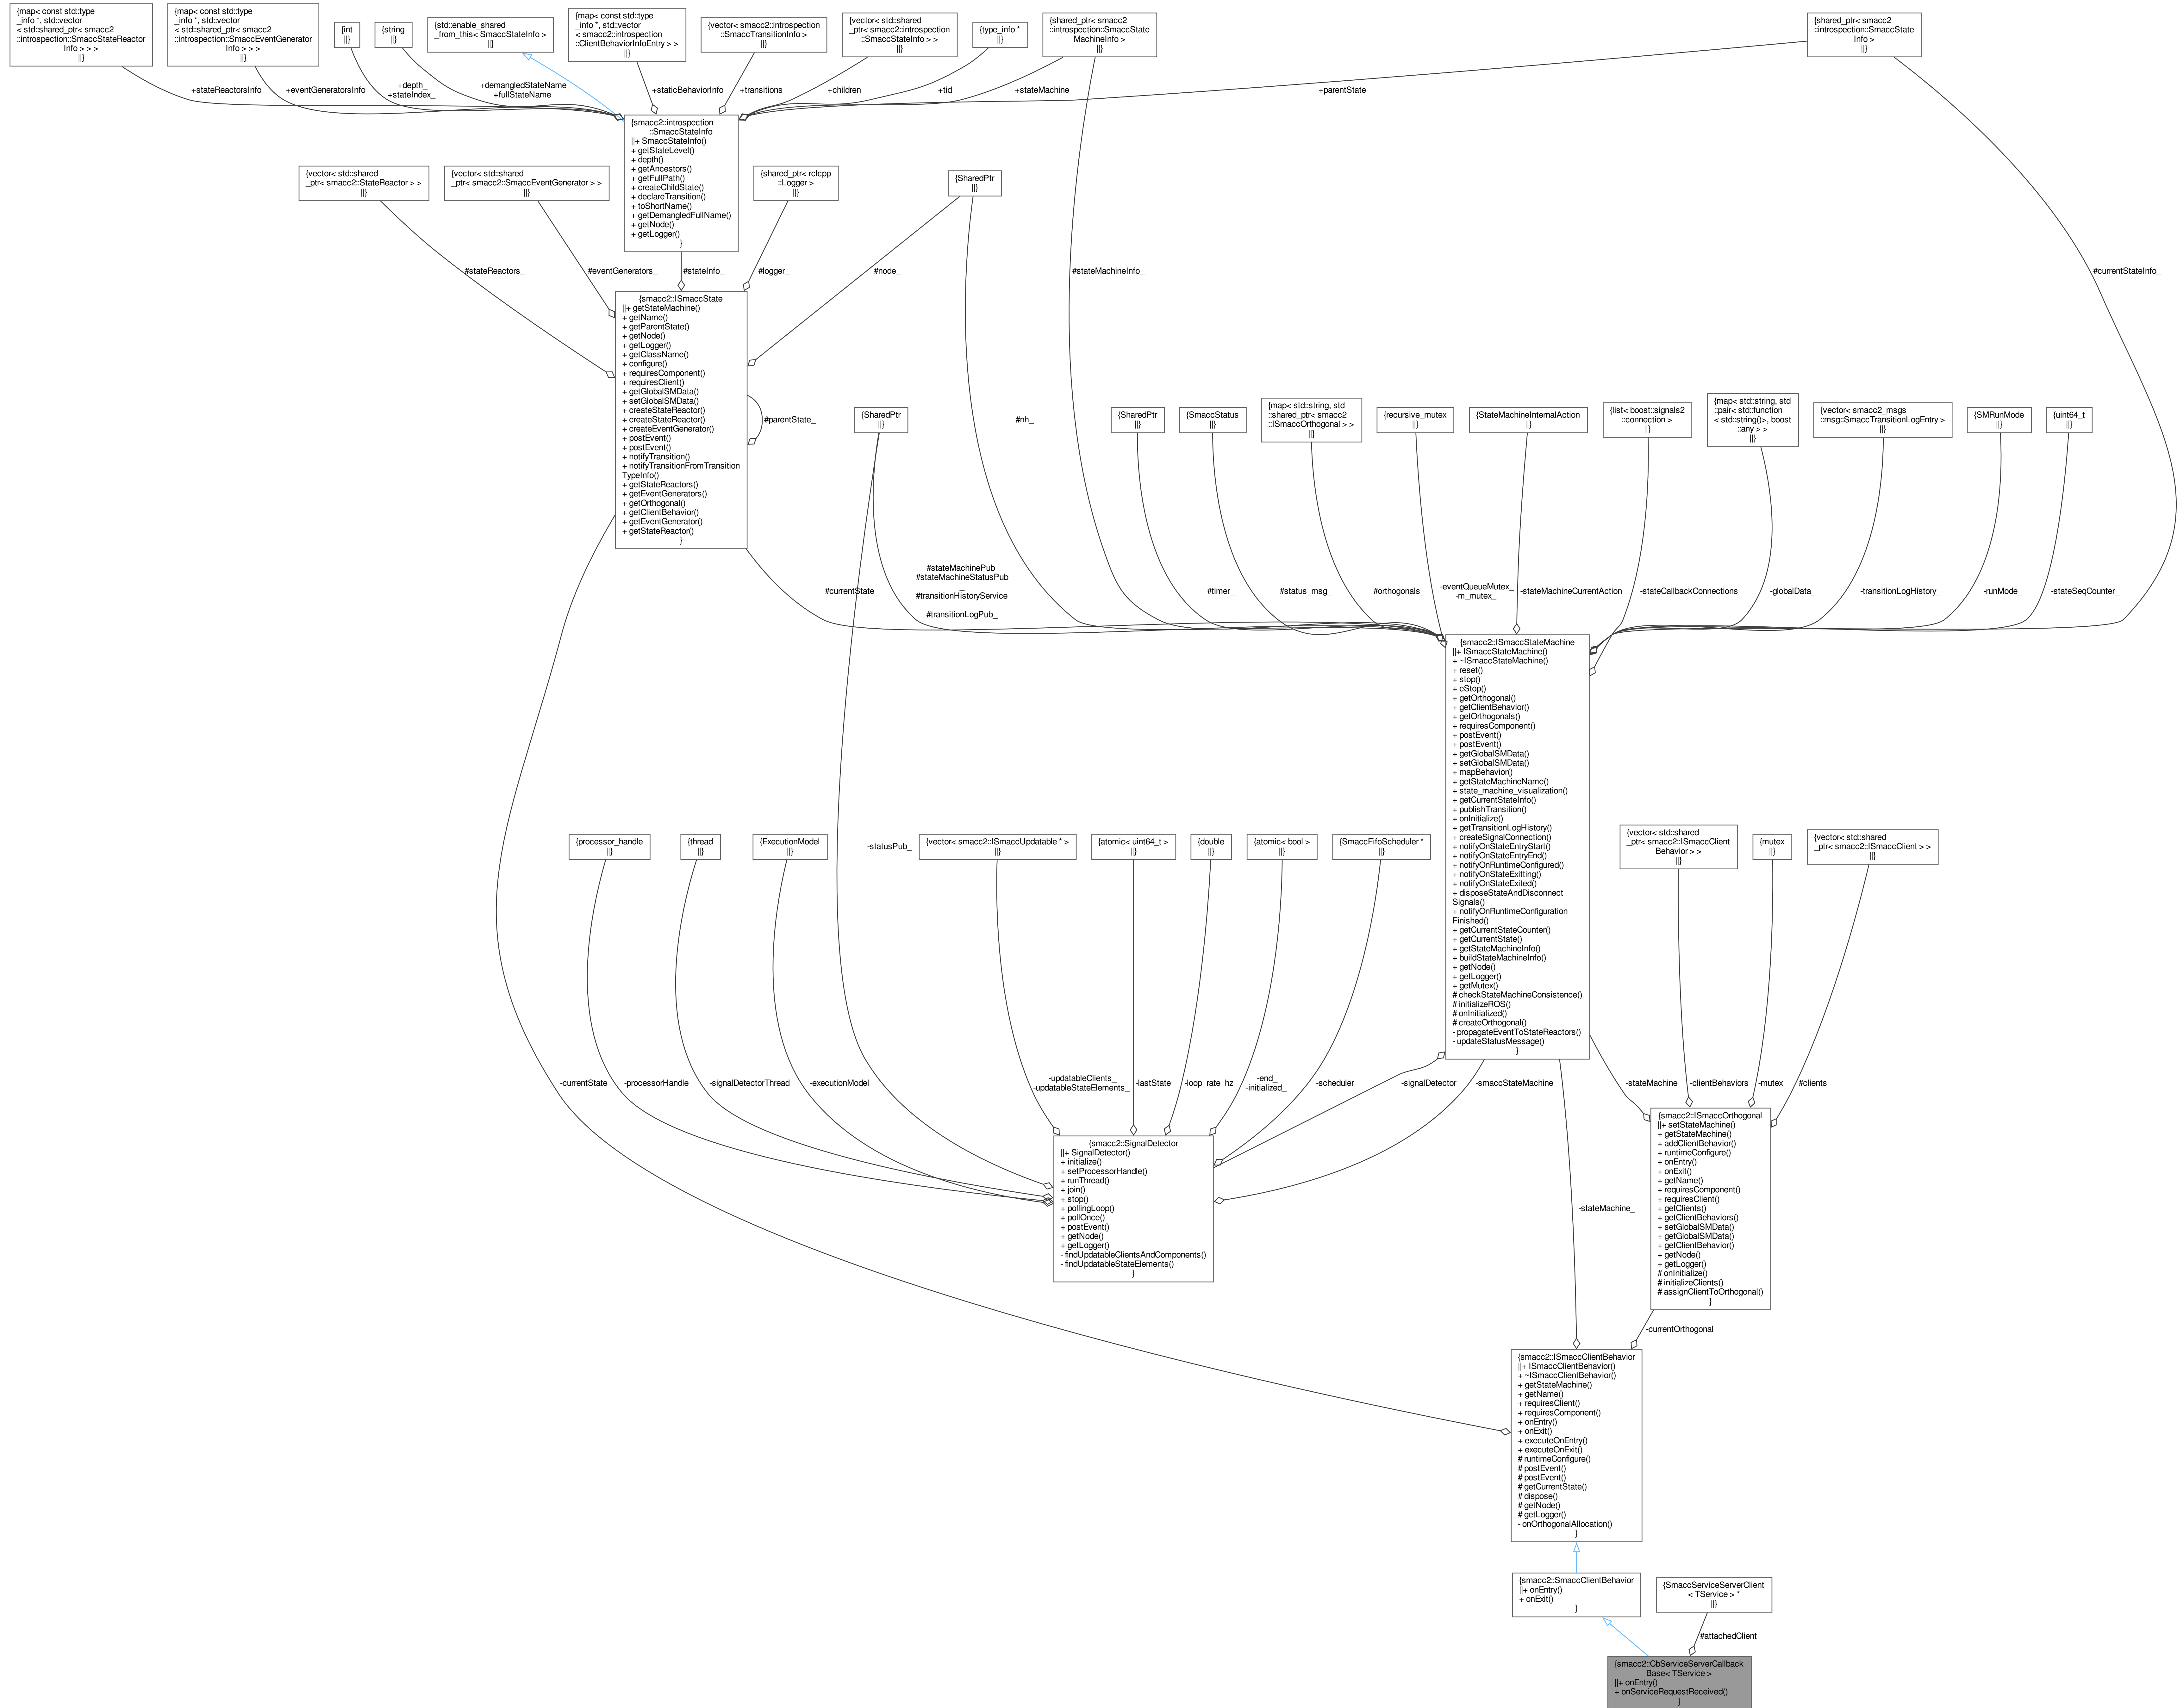 {map< const std::type
_info *, std::vector
< std::shared_ptr< smacc2
::introspection::SmaccStateReactor
Info > > >
||}
{map< const std::type
_info *, std::vector
< std::shared_ptr< smacc2
::introspection::SmaccEventGenerator
Info > > >
||}
{int
||}
{string
||}
{std::enable_shared
_from_this< SmaccStateInfo >
||}
{map< const std::type
_info *, std::vector
< smacc2::introspection
::ClientBehaviorInfoEntry > >
||}
{vector< smacc2::introspection
::SmaccTransitionInfo >
||}
{vector< std::shared
_ptr< smacc2::introspection
::SmaccStateInfo > >
||}
{type_info *
||}
{shared_ptr< smacc2
::introspection::SmaccState
MachineInfo >
||}
{shared_ptr< smacc2
::introspection::SmaccState
Info >
||}
+stateReactorsInfo
+eventGeneratorsInfo
+depth_
+stateIndex_
+demangledStateName
+fullStateName
+staticBehaviorInfo
+transitions_
+children_
+tid_
+stateMachine_
+parentState_
{smacc2::introspection
::SmaccStateInfo
||+ SmaccStateInfo()
+ getStateLevel()
+ depth()
+ getAncestors()
+ getFullPath()
+ createChildState()
+ declareTransition()
+ toShortName()
+ getDemangledFullName()
+ getNode()
+ getLogger()
}
{vector< std::shared
_ptr< smacc2::StateReactor > >
||}
{vector< std::shared
_ptr< smacc2::SmaccEventGenerator > >
||}
{shared_ptr< rclcpp
::Logger >
||}
{SharedPtr
||}
#stateReactors_
#eventGenerators_
#stateInfo_
#logger_
#node_
#stateMachineInfo_
#currentStateInfo_
{smacc2::ISmaccState
||+ getStateMachine()
+ getName()
+ getParentState()
+ getNode()
+ getLogger()
+ getClassName()
+ configure()
+ requiresComponent()
+ requiresClient()
+ getGlobalSMData()
+ setGlobalSMData()
+ createStateReactor()
+ createStateReactor()
+ createEventGenerator()
+ postEvent()
+ postEvent()
+ notifyTransition()
+ notifyTransitionFromTransition
TypeInfo()
+ getStateReactors()
+ getEventGenerators()
+ getOrthogonal()
+ getClientBehavior()
+ getEventGenerator()
+ getStateReactor()
}
#parentState_
{SharedPtr
||}
#nh_
{SharedPtr
||}
{SmaccStatus
||}
{map< std::string, std
::shared_ptr< smacc2
::ISmaccOrthogonal > >
||}
{recursive_mutex
||}
{StateMachineInternalAction
||}
{list< boost::signals2
::connection >
||}
{map< std::string, std
::pair< std::function
< std::string()>, boost
::any > >
||}
{vector< smacc2_msgs
::msg::SmaccTransitionLogEntry >
||}
{SMRunMode
||}
{uint64_t
||}
#currentState_
#stateMachinePub_
#stateMachineStatusPub
_
#transitionHistoryService
_
#transitionLogPub_
#timer_
#status_msg_
#orthogonals_
-eventQueueMutex_
-m_mutex_
-stateMachineCurrentAction
-stateCallbackConnections
-globalData_
-transitionLogHistory_
-runMode_
-stateSeqCounter_
{smacc2::ISmaccStateMachine
||+ ISmaccStateMachine()
+ ~ISmaccStateMachine()
+ reset()
+ stop()
+ eStop()
+ getOrthogonal()
+ getClientBehavior()
+ getOrthogonals()
+ requiresComponent()
+ postEvent()
+ postEvent()
+ getGlobalSMData()
+ setGlobalSMData()
+ mapBehavior()
+ getStateMachineName()
+ state_machine_visualization()
+ getCurrentStateInfo()
+ publishTransition()
+ onInitialize()
+ getTransitionLogHistory()
+ createSignalConnection()
+ notifyOnStateEntryStart()
+ notifyOnStateEntryEnd()
+ notifyOnRuntimeConfigured()
+ notifyOnStateExitting()
+ notifyOnStateExited()
+ disposeStateAndDisconnect
Signals()
+ notifyOnRuntimeConfiguration
Finished()
+ getCurrentStateCounter()
+ getCurrentState()
+ getStateMachineInfo()
+ buildStateMachineInfo()
+ getNode()
+ getLogger()
+ getMutex()
# checkStateMachineConsistence()
# initializeROS()
# onInitialized()
# createOrthogonal()
- propagateEventToStateReactors()
- updateStatusMessage()
}
{processor_handle
||}
{thread
||}
{ExecutionModel
||}
-statusPub_
{vector< smacc2::ISmaccUpdatable * >
||}
{atomic< uint64_t >
||}
{double
||}
{atomic< bool >
||}
{SmaccFifoScheduler *
||}
{vector< std::shared
_ptr< smacc2::ISmaccClient
Behavior > >
||}
{mutex
||}
{vector< std::shared
_ptr< smacc2::ISmaccClient > >
||}
-currentState
-processorHandle_
-signalDetectorThread_
-executionModel_
-updatableClients_
-updatableStateElements_
-lastState_
-loop_rate_hz
-end_
-initialized_
-scheduler_
-signalDetector_
-smaccStateMachine_
-stateMachine_
-clientBehaviors_
-mutex_
#clients_
{smacc2::SignalDetector
||+ SignalDetector()
+ initialize()
+ setProcessorHandle()
+ runThread()
+ join()
+ stop()
+ pollingLoop()
+ pollOnce()
+ postEvent()
+ getNode()
+ getLogger()
- findUpdatableClientsAndComponents()
- findUpdatableStateElements()
}
{smacc2::ISmaccOrthogonal
||+ setStateMachine()
+ getStateMachine()
+ addClientBehavior()
+ runtimeConfigure()
+ onEntry()
+ onExit()
+ getName()
+ requiresComponent()
+ requiresClient()
+ getClients()
+ getClientBehaviors()
+ setGlobalSMData()
+ getGlobalSMData()
+ getClientBehavior()
+ getNode()
+ getLogger()
# onInitialize()
# initializeClients()
# assignClientToOrthogonal()
}
-stateMachine_
-currentOrthogonal
{smacc2::ISmaccClientBehavior
||+ ISmaccClientBehavior()
+ ~ISmaccClientBehavior()
+ getStateMachine()
+ getName()
+ requiresClient()
+ requiresComponent()
+ onEntry()
+ onExit()
+ executeOnEntry()
+ executeOnExit()
# runtimeConfigure()
# postEvent()
# postEvent()
# getCurrentState()
# dispose()
# getNode()
# getLogger()
- onOrthogonalAllocation()
}
{smacc2::SmaccClientBehavior
||+ onEntry()
+ onExit()
}
{SmaccServiceServerClient
< TService > *
||}
#attachedClient_
{smacc2::CbServiceServerCallback
Base< TService >
||+ onEntry()
+ onServiceRequestReceived()
}